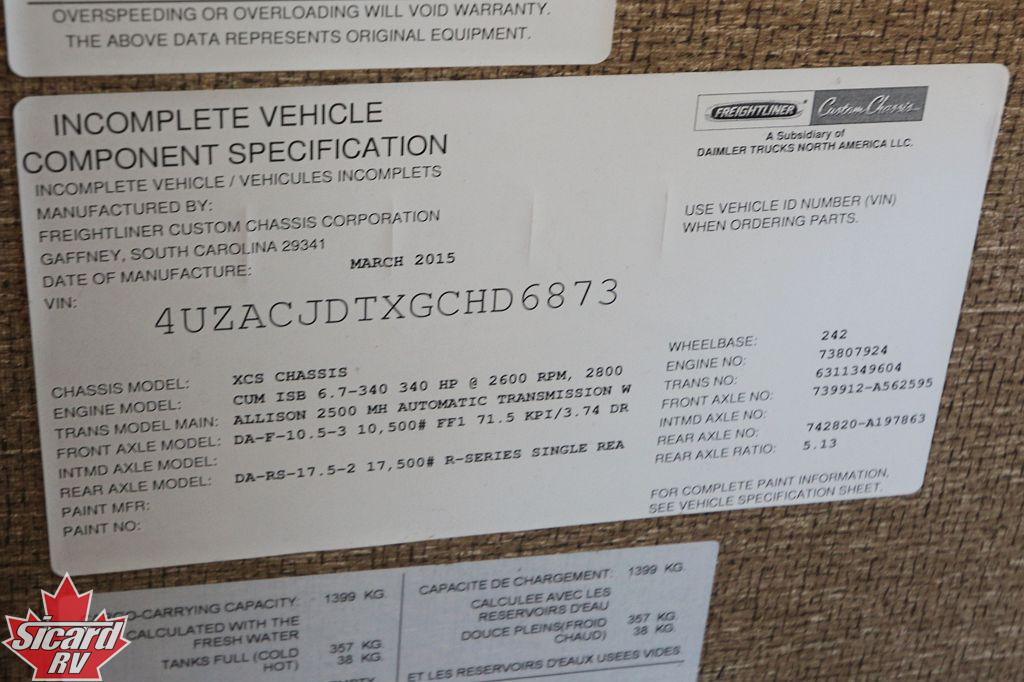 OVERSPEEDING OR OVERLOADING WILL VOID WARRANTY.
THE ABOVE DATA REPRESENTS ORIGINAL EQUIPMENT.
INCOMPLETE VEHICLE
COMPONENT SPECIFICATION
INCOMPLETE VEHICLE / VEHICULES INCOMPLETS
MANUFACTURED BY:
FREIGHTLINER CUSTOM CHASSIS CORPORATION
GAFFNEY, SOUTH CAROLINA 29341
DATE OF MANUFACTURE: MARCH 2015
VIN:
4UZACJDTXGCHD6873
FREIGHTLINER Custom Chassis
A Subsidiary of
DAIMLER TRUCKS NORTH AMERICA LLC.
USE VEHICLE ID NUMBER (VIN)
WHEN ORDERING PARTS.
CHASSIS MODEL: XCS CHASSIS
ENGINE MODEL: CUM ISB 6.7-340 340 HP @ 2600 RPM, 2800
TRANS MODEL MAIN: ALLISON 2500 MH AUTOMATIC TRANSMISSION W
FRONT AXLE MODEL: DA-F-10.5-3 10,500# FF1 71.5 KPI/3.74 DR
INTMD AXLE MODEL:
REAR AXLE MODEL: DA-RS-17.5-2 17,500# R-SERIES SINGLE REA
PAINT MFR:
PAINT NO:
WHEELBASE: 242
ENGINE NO: 73807924
TRANS NO: 6311349604
FRONT AXLE NO: 739912-A562595
INTMD AXLE NO:
REAR AXLE NO: 742820-A197863
REAR AXLE RATIO: 5.13
FOR COMPLETE PAINT INFORMATION,
SEE VEHICLE SPECIFICATION SHEET.
CARRYING CAPACITY: 1399 KG.
CALCULATED WITH THE
FRESH WATER
TANKS FULL (COLD 357 KG.
HOT) 38 KG.
CAPACITE DE CHARGEMENT: 1399 KG.
CALCULEE AVEC LES
RESERVOIRS D'EAU
DOUCE PLEINS(FROID 357 KG.
CHAUD) 38 KG.
ET LES RESERVOIRS D'EAUX USEES VIDES
Sicard
RV